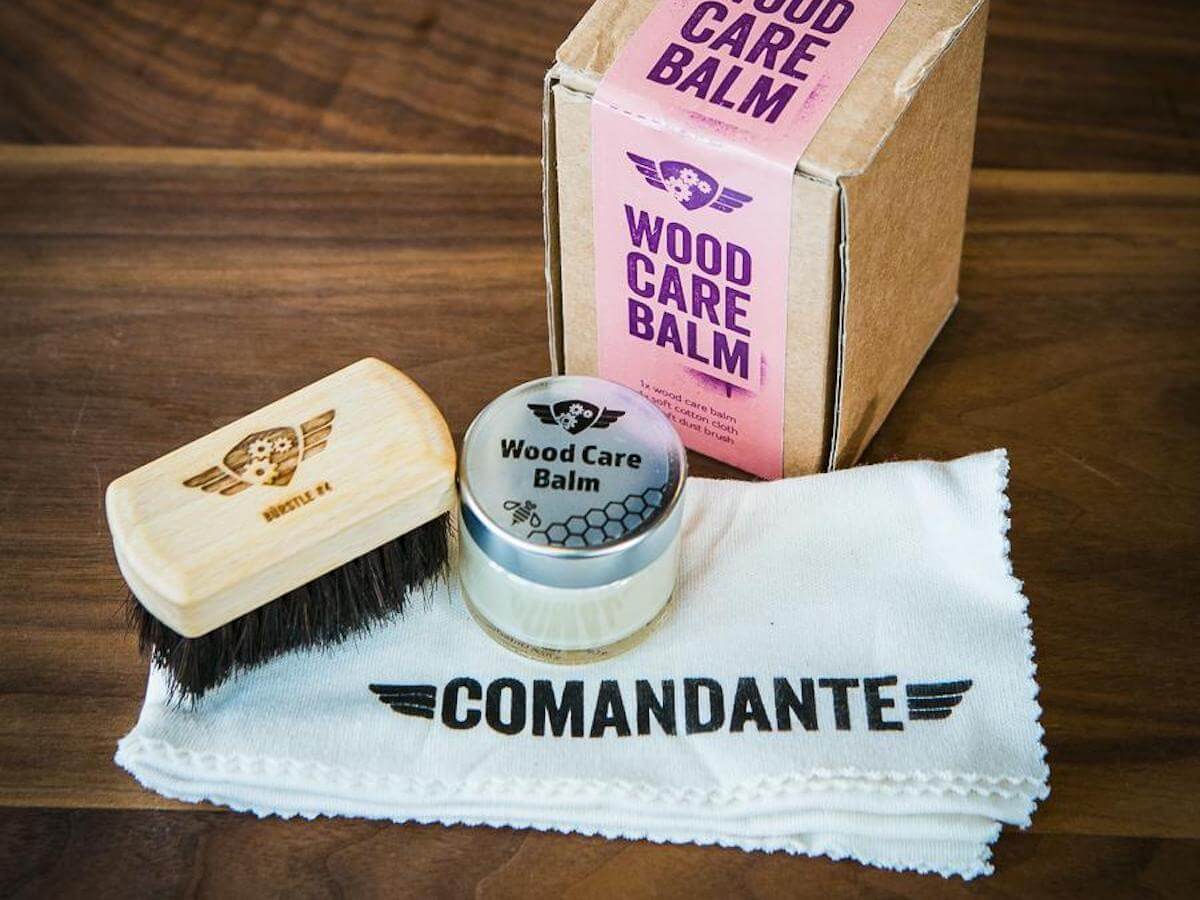 WOOD
CARE
BALM
WOOD
CARE
BALM
1x wood care balm
soft cotton cloth
soft dust brush
BÜRSTLE #4
Wood Care
Balm
COMANDANTE